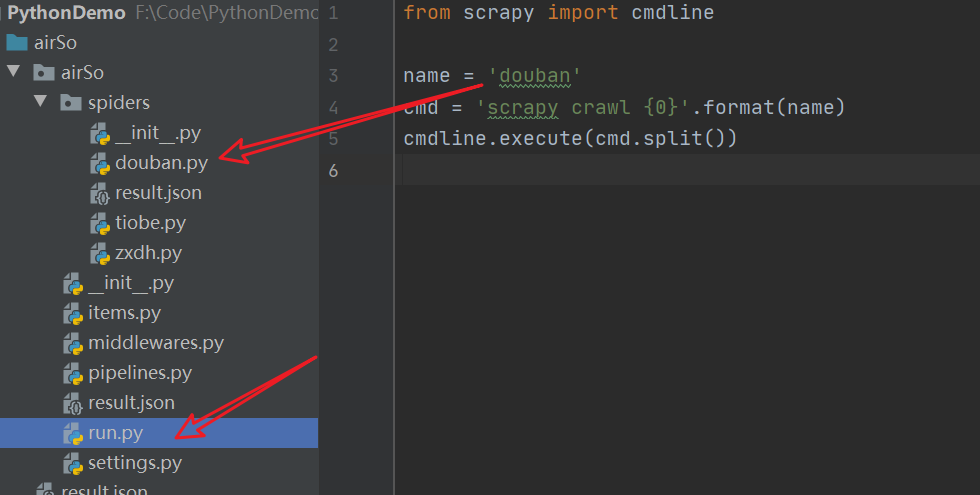 PythonDemo F:\Code\PythonDemo
airSo
airSo
spiders
__init__.py
douban.py
result.json
tiobe.py
zxdh.py
__init__.py
items.py
middlewares.py
pipelines.py
result.json
run.py
settings.py
result.json
1 from scrapy import cmdline
2
3 name = 'douban'
4 cmd = 'scrapy crawl {0}'.format(name)
5 cmdline.execute(cmd.split())
6